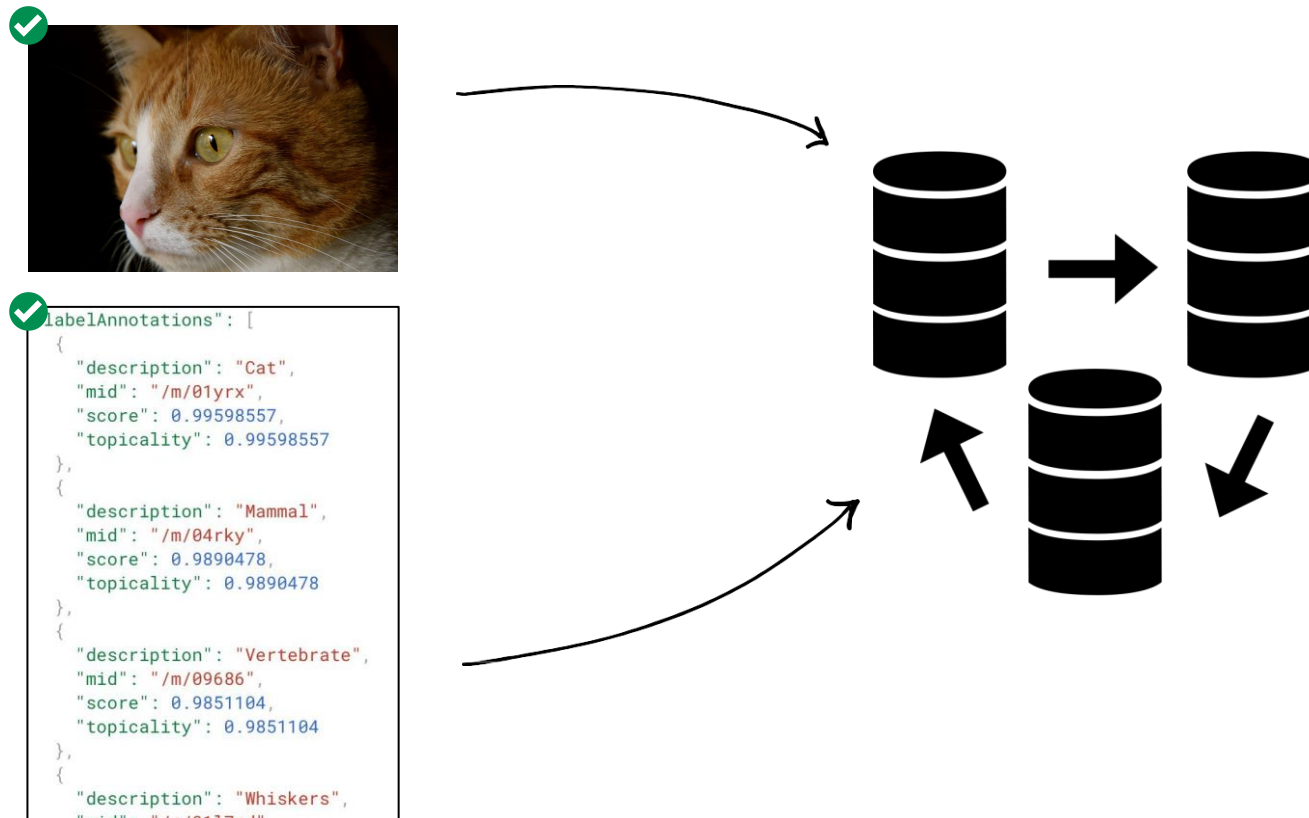 labelAnnotations": [
{
"description": "Cat",
"mid": "/m/01yrx",
"score": 0.99598557,
"topicality": 0.99598557
},
{
"description": "Mammal",
"mid": "/m/04rky",
"score": 0.9890478,
"topicality": 0.9890478
},
{
"description": "Vertebrate",
"mid": "/m/09686",
"score": 0.9851104,
"topicality": 0.9851104
},
{
"description": "Whiskers",